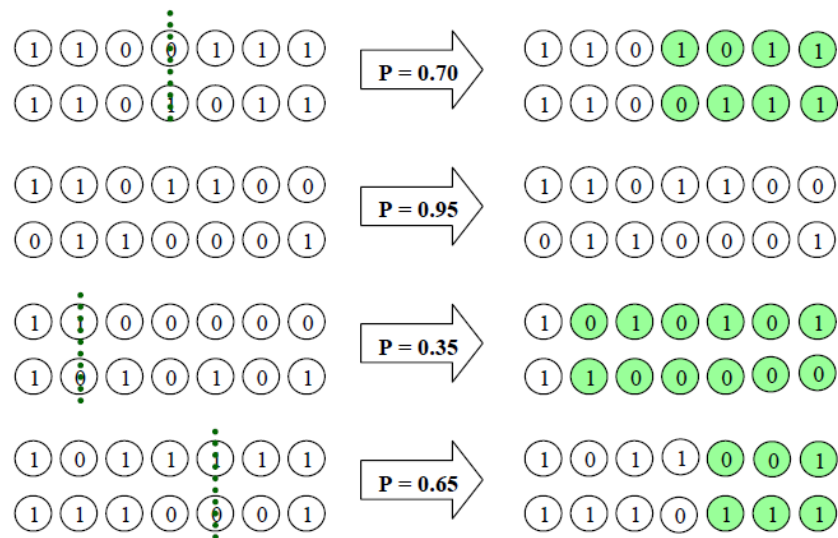 1 1 0 0 1 1 1 1 1 0 1 0 1 1
P = 0.70
1 1 0 1 0 1 1 1 1 0 0 1 1 1
1 1 0 1 1 0 0 1 1 0 1 1 0 0
P = 0.95
0 1 1 0 0 0 1 0 1 1 0 0 0 1
1 1 0 0 0 0 0 1 0 1 0 1 0 1
P = 0.35
1 0 1 0 1 0 1 1 1 0 0 0 0 0
1 0 1 1 1 1 1 1 0 1 1 0 0 1
P = 0.65
1 1 1 0 0 0 1 1 1 1 0 1 1 1